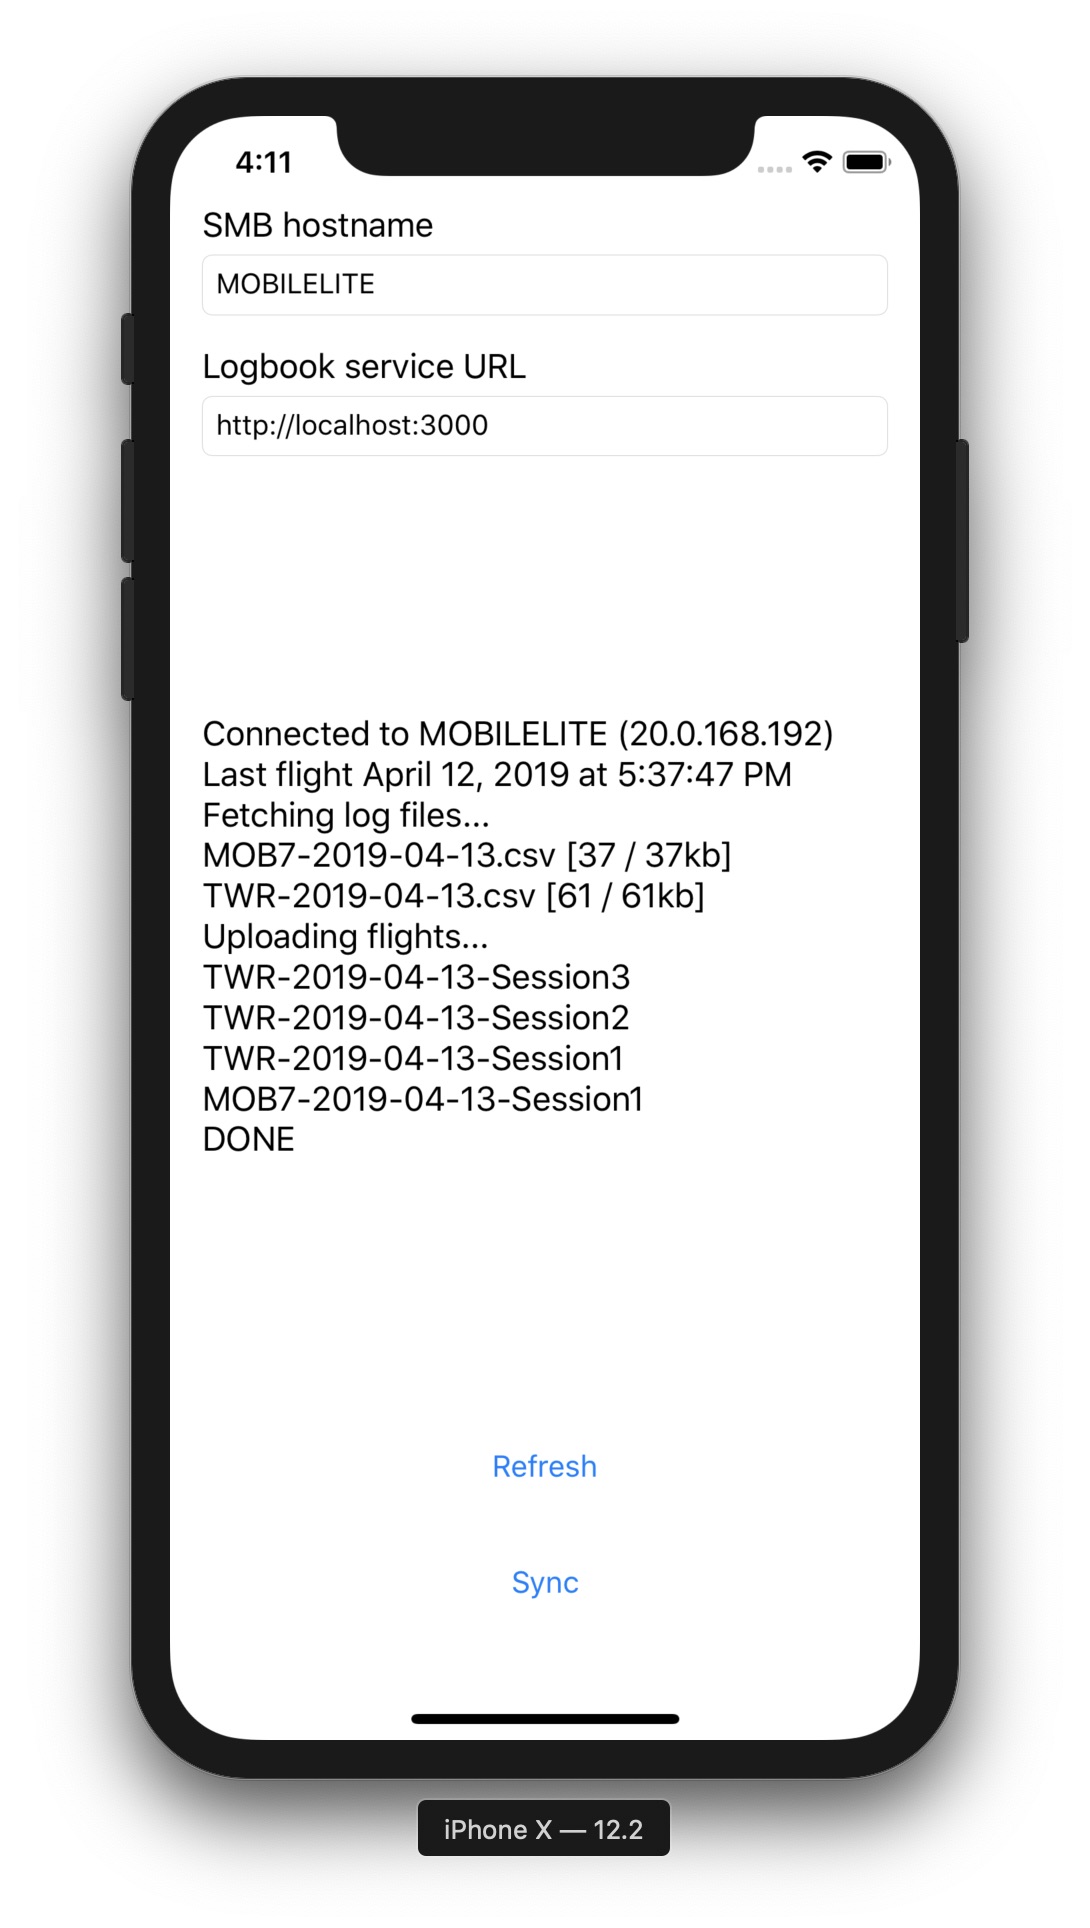 4:11
SMB hostname
MOBILELITE
Logbook service URL
http://localhost:3000
Connected to MOBILELITE (20.0.168.192)
Last flight April 12, 2019 at 5:37:47 PM
Fetching log files...
MOB7-2019-04-13.csv [37 / 37kb]
TWR-2019-04-13.csv [61 / 61kb]
Uploading flights...
TWR-2019-04-13-Session3
TWR-2019-04-13-Session2
TWR-2019-04-13-Session1
MOB7-2019-04-13-Session1
DONE
Refresh
Sync
iPhone X — 12.2